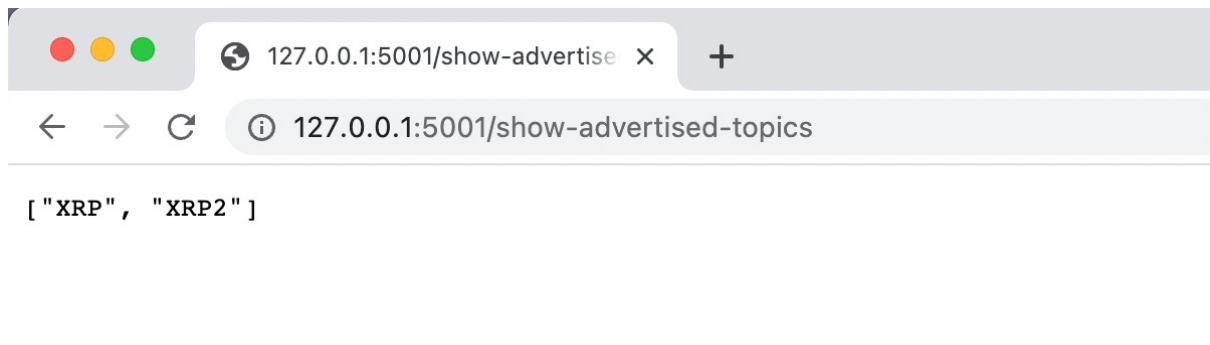 127.0.0.1:5001/show-advertise
127.0.0.1:5001/show-advertised-topics
["XRP", "XRP2"]